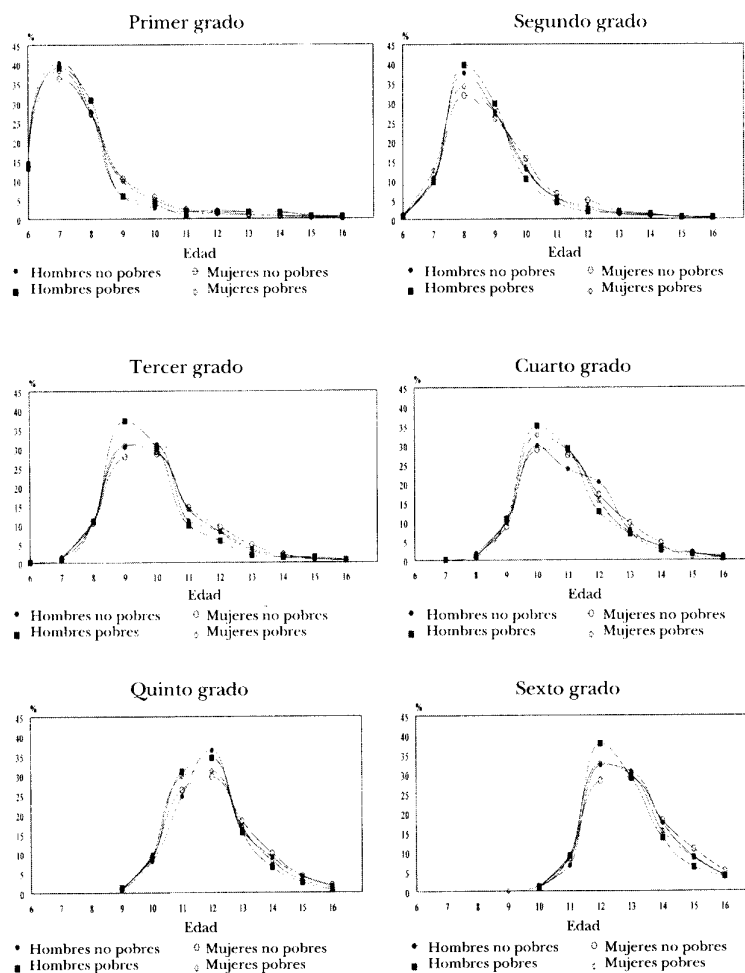 Primer grado
%
45
40
35
30
25
20
15
10
5
0
6 7 8 9 10 11 12 13 14 15 16
Edad
Hombres no pobres Mujeres no pobres
Hombres pobres Mujeres pobres
Segundo grado
%
45
40
35
30
25
20
15
10
5
0
6 7 8 9 10 11 12 13 14 15 16
Edad
Hombres no pobres Mujeres no pobres
Hombres pobres Mujeres pobres
Tercer grado
%
45
40
35
30
25
20
15
10
5
0
6 7 8 9 10 11 12 13 14 15 16
Edad
Hombres no pobres Mujeres no pobres
Hombres pobres Mujeres pobres
Cuarto grado
%
45
40
35
30
25
20
15
10
5
0
6 7 8 9 10 11 12 13 14 15 16
Edad
Hombres no pobres Mujeres no pobres
Hombres pobres Mujeres pobres
Quinto grado
%
45
40
35
30
25
20
15
10
5
0
6 7 8 9 10 11 12 13 14 15 16
Edad
Hombres no pobres Mujeres no pobres
Hombres pobres Mujeres pobres
Sexto grado
%
45
40
35
30
25
20
15
10
5
0
6 7 8 9 10 11 12 13 14 15 16
Edad
Hombres no pobres Mujeres no pobres
Hombres pobres Mujeres pobres